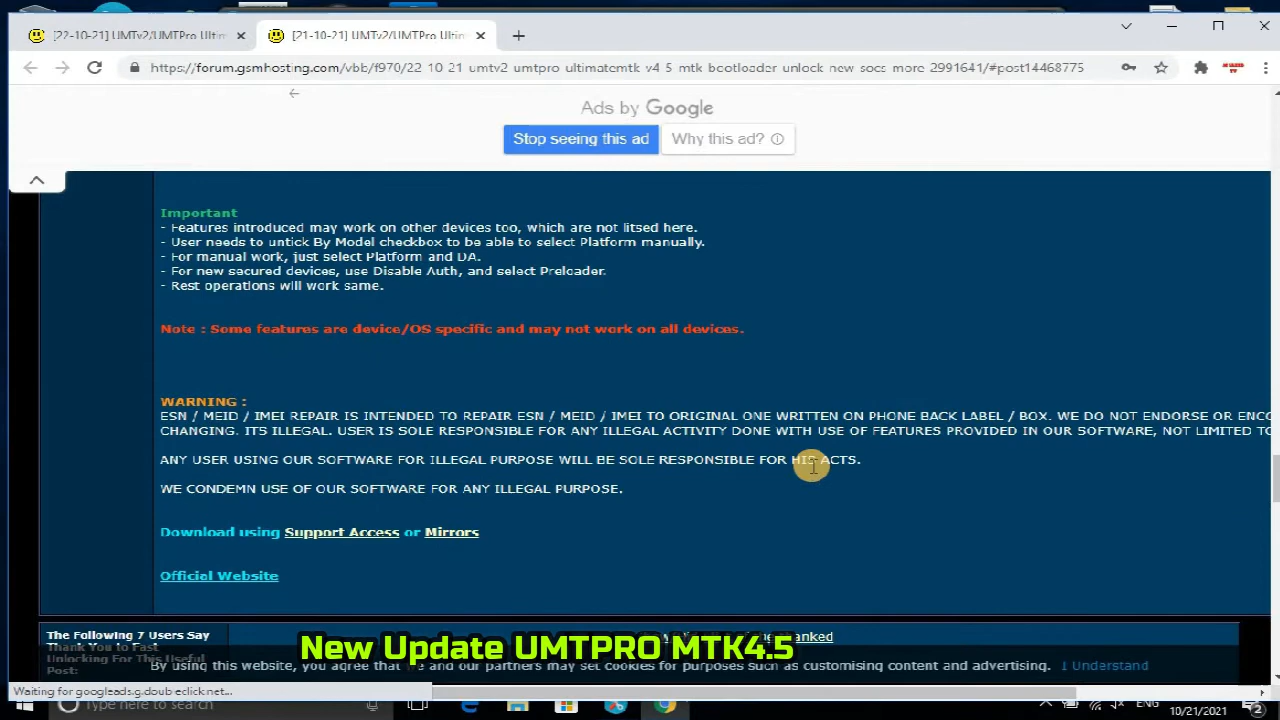 [22-10-21] UMTv2/UMTPro Ultim
[21-10-21] UMTv2/UMTPro Ultim
https://forum.gsmhosting.com/vbb/f970/22-10-21-umtv2-umtpro-ultimatemtk-v4-5-mtk-bootloader-unlock-new-socs-more-2991641/#post14468775
Ads by Google
Stop seeing this ad
Why this ad?
Important
- Features introduced may work on other devices too, which are not litsed here.
- User needs to untick By Model checkbox to be able to select Platform manually.
- For manual work, just select Platform and DA.
- For new secured devices, use Disable Auth, and select Preloader.
- Rest operations will work same.
Note : Some features are device/OS specific and may not work on all devices.
WARNING :
ESN / MEID / IMEI REPAIR IS INTENDED TO REPAIR ESN / MEID / IMEI TO ORIGINAL ONE WRITTEN ON PHONE BACK LABEL / BOX. WE DO NOT ENDORSE OR ENCO
CHANGING. ITS ILLEGAL. USER IS SOLE RESPONSIBLE FOR ANY ILLEGAL ACTIVITY DONE WITH USE OF FEATURES PROVIDED IN OUR SOFTWARE, NOT LIMITED TO
ANY USER USING OUR SOFTWARE FOR ILLEGAL PURPOSE WILL BE SOLE RESPONSIBLE FOR HIS ACTS.
WE CONDEMN USE OF OUR SOFTWARE FOR ANY ILLEGAL PURPOSE.
Download using Support Access or Mirrors
Official Website
The Following 7 Users Say
Thank You to Fast
Unlocking For This Useful
Post:
New Update UMTPRO MTK4.5
By using this website, you agree that we and our partners may set cookies for purposes such as customising content and advertising. I Understand
Waiting for googleads.g.doubleclick.net...
Type here to search
ENG
10/21/2021
2